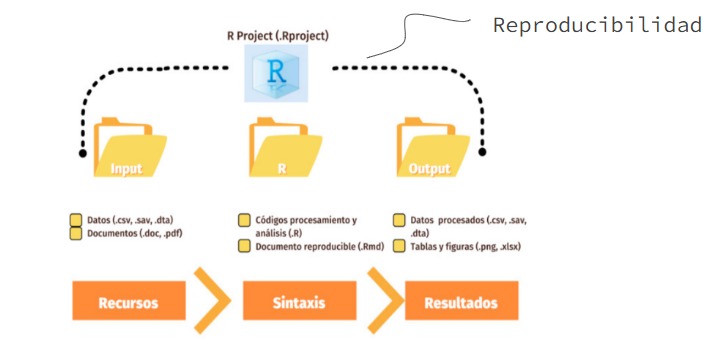 Reproducibilidad
R Project (.Rproject)
R
Input
R
Output
Datos (.csv, .sav, .dta)
Documentos (.doc, .pdf)
Códigos procesamiento y
análisis (.R)
Documento reproducible (.Rmd)
Datos procesados (.csv, .sav,
.dta)
Tablas y figuras (.png, .xlsx)
Recursos
Sintaxis
Resultados